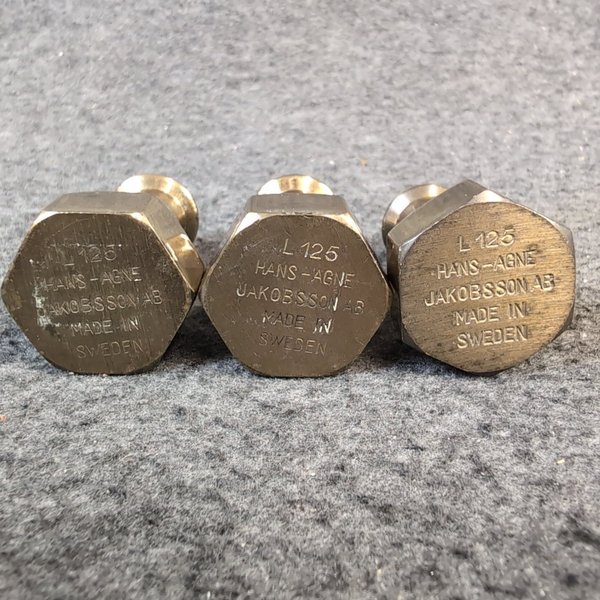 L 125
HANS-AGNE
JAKOBSSON AB
MADE IN
SWEDEN
L 125
HANS-AGNE
JAKOBSSON AB
MADE IN
SWEDEN
L 125
HANS-AGNE
JAKOBSSON AB
MADE IN
SWEDEN